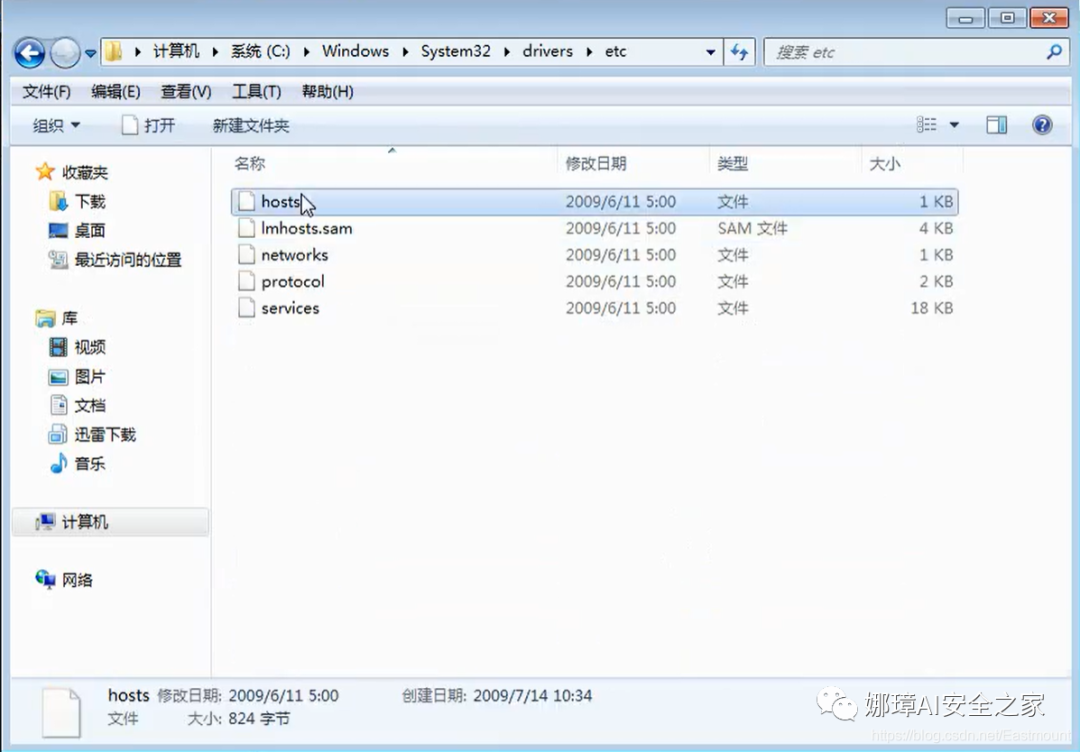 计算机 系统 (C:) Windows System32 drivers etc 搜索 etc
文件(F) 编辑(E) 查看(V) 工具(T) 帮助(H)
组织 打开 新建文件夹
收藏夹
下载
桌面
最近访问的位置
库
视频
图片
文档
迅雷下载
音乐
计算机
网络
名称 修改日期 类型 大小
hosts 2009/6/11 5:00 文件 1 KB
lmhosts.sam 2009/6/11 5:00 SAM 文件 4 KB
networks 2009/6/11 5:00 文件 1 KB
protocol 2009/6/11 5:00 文件 2 KB
services 2009/6/11 5:00 文件 18 KB
hosts 修改日期: 2009/6/11 5:00 创建日期: 2009/7/14 10:34
文件 大小: 824 字节
娜璋AI安全之家
https://blog.csdn.net/Eastmount